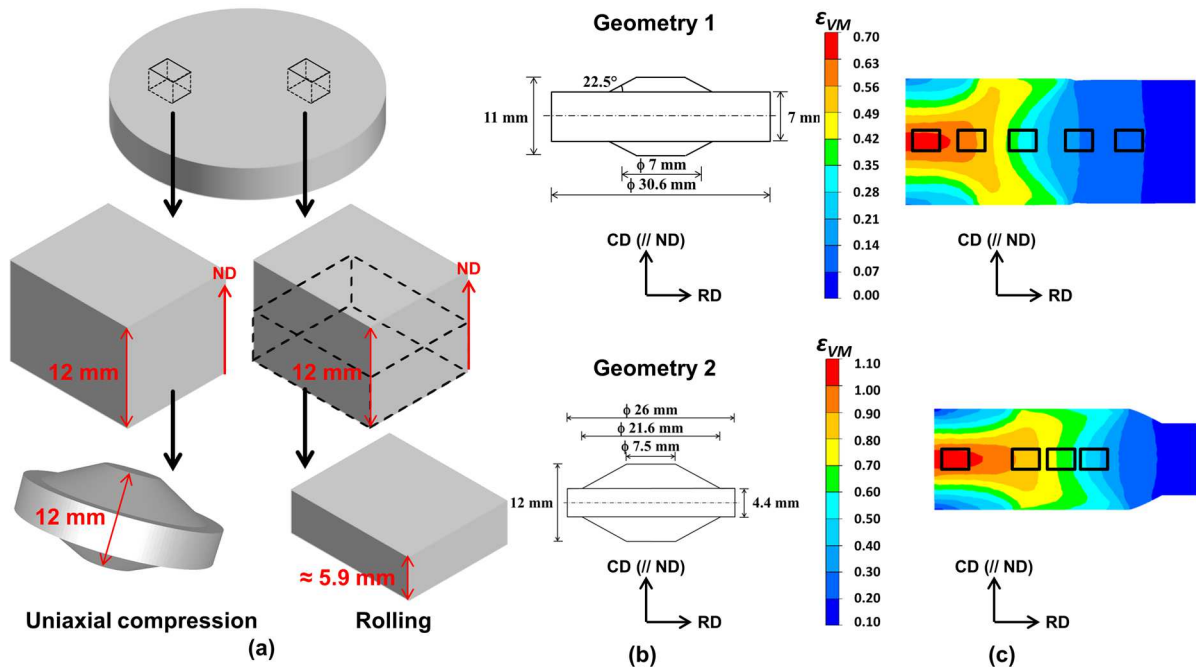 ND
12 mm
ND
12 mm
12 mm
≈ 5.9 mm
Uniaxial compression
Rolling
(a)
Geometry 1
22.5°
11 mm
7 mm
ϕ 7 mm
ϕ 30.6 mm
CD (// ND)
RD
Geometry 2
ϕ 26 mm
ϕ 21.6 mm
ϕ 7.5 mm
12 mm
4.4 mm
CD (// ND)
RD
(b)
εVM
0.70
0.63
0.56
0.49
0.42
0.35
0.28
0.21
0.14
0.07
0.00
CD (// ND)
RD
εVM
1.10
1.00
0.90
0.80
0.70
0.60
0.50
0.40
0.30
0.20
0.10
CD (// ND)
RD
(c)